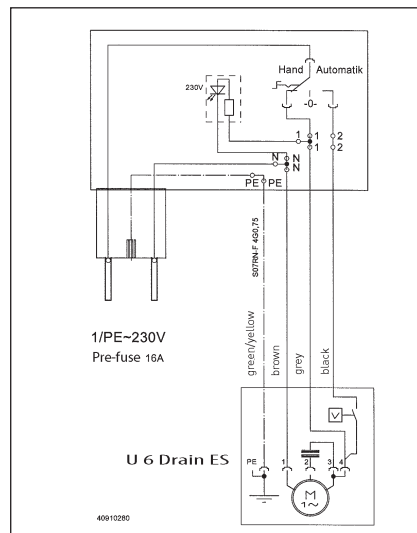 Hand Automatik
230V
-0-
1 1 2
1 2
N N
N
PE PE
S07RN-F 4G0,75
1/PE~230V
Pre-fuse 16A
green/yellow
brown
grey
black
U 6 Drain ES
PE 1 2 3 4
M
1~
40910280